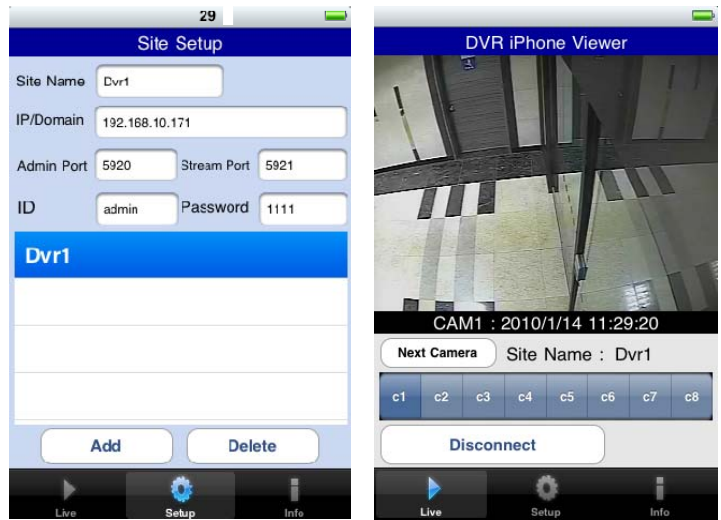 29
Site Setup
Site Name Dvr1
IP/Domain 192.168.10.171
Admin Port 5920 Stream Port 5921
ID admin Password 1111
Dvr1
Add Delete
Live Setup Info
DVR iPhone Viewer
CAM1 : 2010/1/14 11:29:20
Next Camera Site Name : Dvr1
c1 c2 c3 c4 c5 c6 c7 c8
Disconnect
Live Setup Info